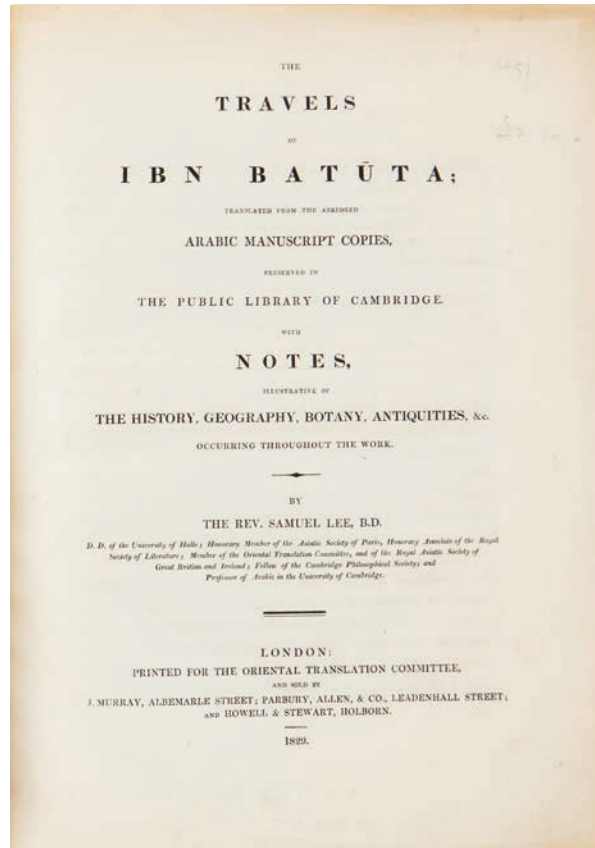 THE
TRAVELS
OF
IBN BATŪTA;
TRANSLATED FROM THE ABRIDGED
ARABIC MANUSCRIPT COPIES,
PRESERVED IN
THE PUBLIC LIBRARY OF CAMBRIDGE.
WITH
NOTES,
ILLUSTRATIVE OF
THE HISTORY, GEOGRAPHY, BOTANY, ANTIQUITIES, &c.
OCCURRING THROUGHOUT THE WORK.
BY
THE REV. SAMUEL LEE, B.D.
D. D. of the University of Halle; Honorary Member of the Asiatic Society of Paris, Honorary Associate of the Royal
Society of Literature; Member of the Oriental Translation Committee, and of the Royal Asiatic Society of
Great Britian and Ireland; Fellow of the Cambridge Philosophical Society; and
Professor of Arabic in the University of Cambridge.
LONDON:
PRINTED FOR THE ORIENTAL TRANSLATION COMMITTEE,
AND SOLD BY
J. MURRAY, ALBEMARLE STREET; PARBURY, ALLEN, & CO., LEADENHALL STREET;
AND HOWELL & STEWART, HOLBORN.
1829.